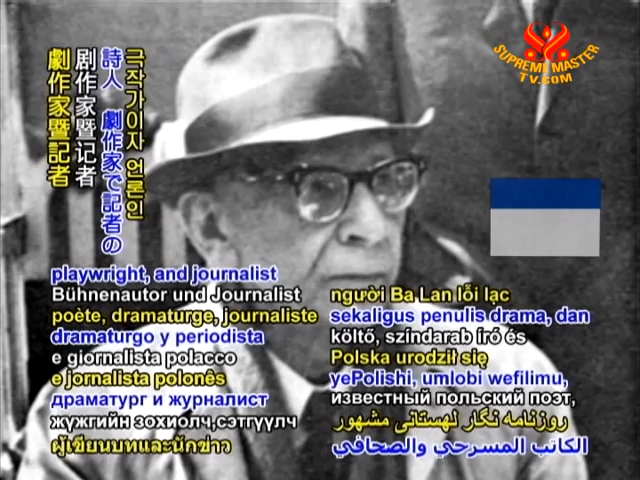 SUPREME MASTER
TV.COM
극작가이자 언론인
詩人 劇作家で記者の
剧作家暨记者
劇作家暨記者
playwright, and journalist
Bühnenautor und Journalist
poète, dramaturge, journaliste
dramaturgo y periodista
e giornalista polacco
e jornalista polonês
драматург и журналист
жүжгийн зохиолч,сэтгүүлч
ผู้เขียนบทและนักข่าว
người Ba Lan lỗi lạc
sekaligus penulis drama, dan
költő, színdarab író és
Polska urodził się
yePolishi, umlobi wefilimu,
известный польский поэт,
روزنامه نگار لهستانی مشهور
الكاتب المسرحي والصحافي